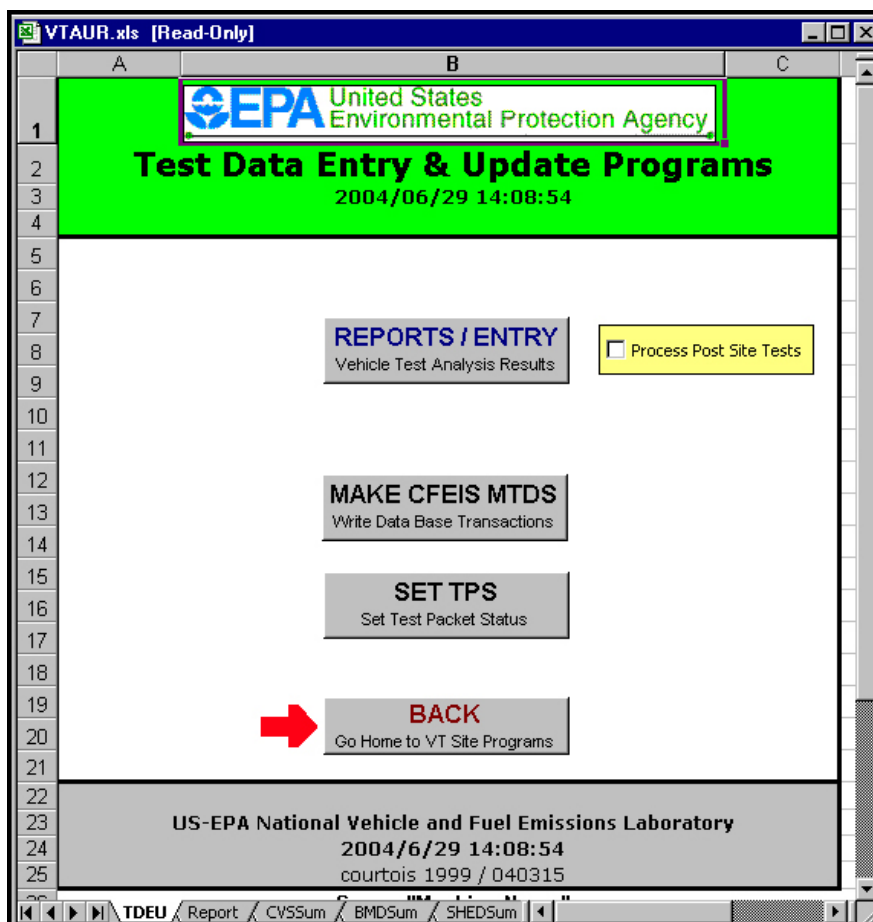 VTAUR.xls [Read-Only]
A B C
1
EPA United States
Environmental Protection Agency
2 Test Data Entry & Update Programs
3 2004/06/29 14:08:54
4
5
6
7
REPORTS / ENTRY
8 Vehicle Test Analysis Results
Process Post Site Tests
9
10
11
12
MAKE CFEIS MTDS
13 Write Data Base Transactions
14
15
SET TPS
16 Set Test Packet Status
17
18
19
BACK
20 Go Home to VT Site Programs
21
22
23 US-EPA National Vehicle and Fuel Emissions Laboratory
24 2004/6/29 14:08:54
25 courtois 1999 / 040315
TDEU Report CVSSum BMDSum SHEDSum